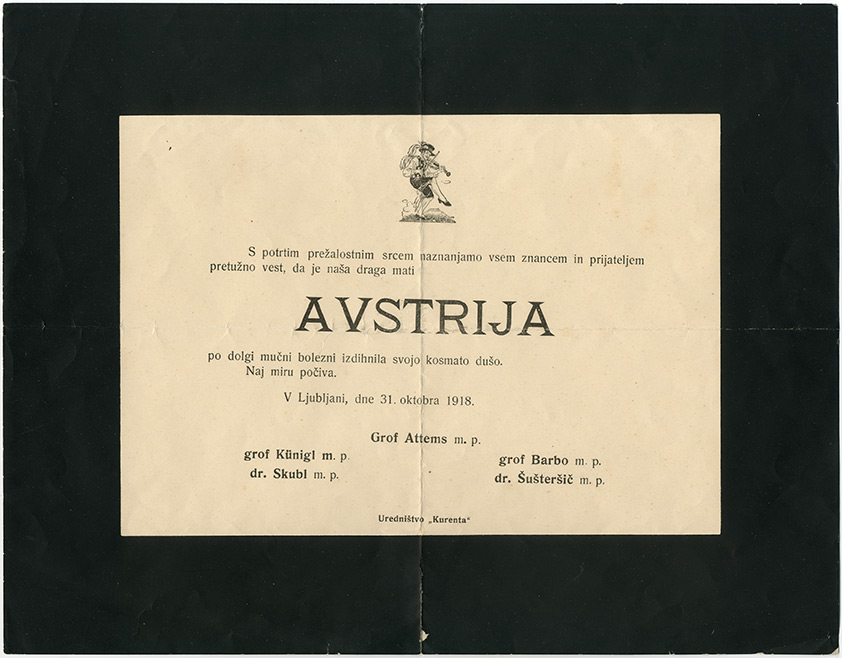 S potrtim prežalostnim srcem naznanjamo vsem znancem in prijateljem
pretužno vest, da je naša draga mati
AVSTRIJA
po dolgi mučni bolezni izdihnila svojo kosmato dušo.
Naj miru počiva.
V Ljubljani, dne 31. oktobra 1918.
Grof Attems m. p.
grof Künigl m. p.
grof Barbo m. p.
dr. Skubl m. p.
dr. Šušteršič m. p.
Uredništvo „Kurenta“